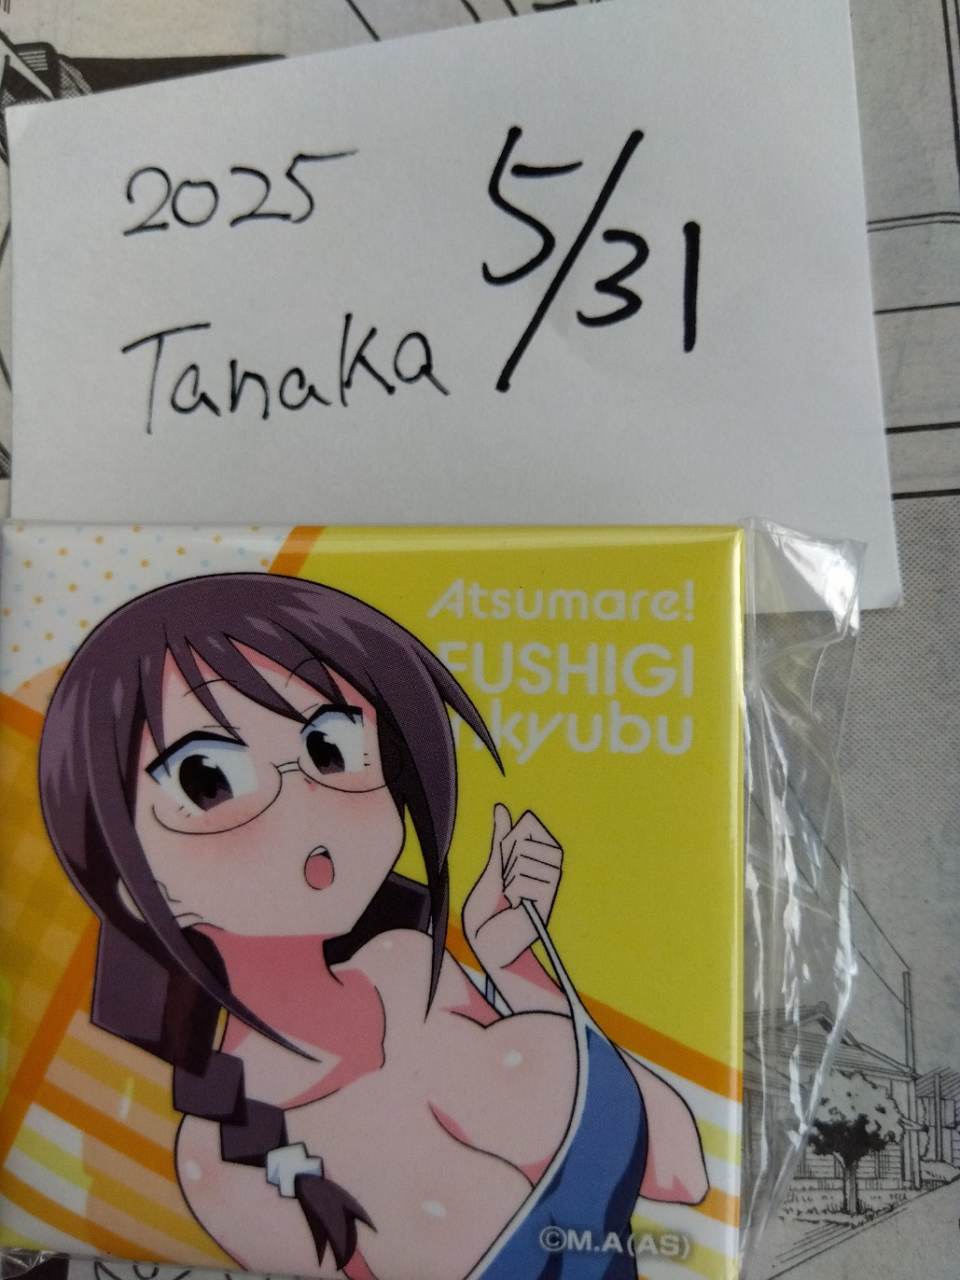 2025 5/31
Tanaka
Atsumare!
FUSHIGI
kyubu
©M.A(AS)